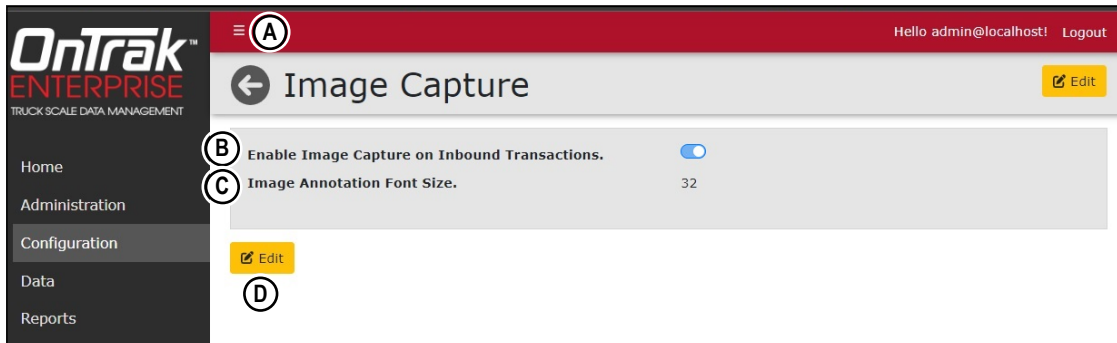 OnTrak™
ENTERPRISE
TRUCK SCALE DATA MANAGEMENT
Home
Administration
Configuration
Data
Reports
A
Hello admin@localhost! Logout
Image Capture
Edit
B Enable Image Capture on Inbound Transactions.
C Image Annotation Font Size. 32
Edit
D